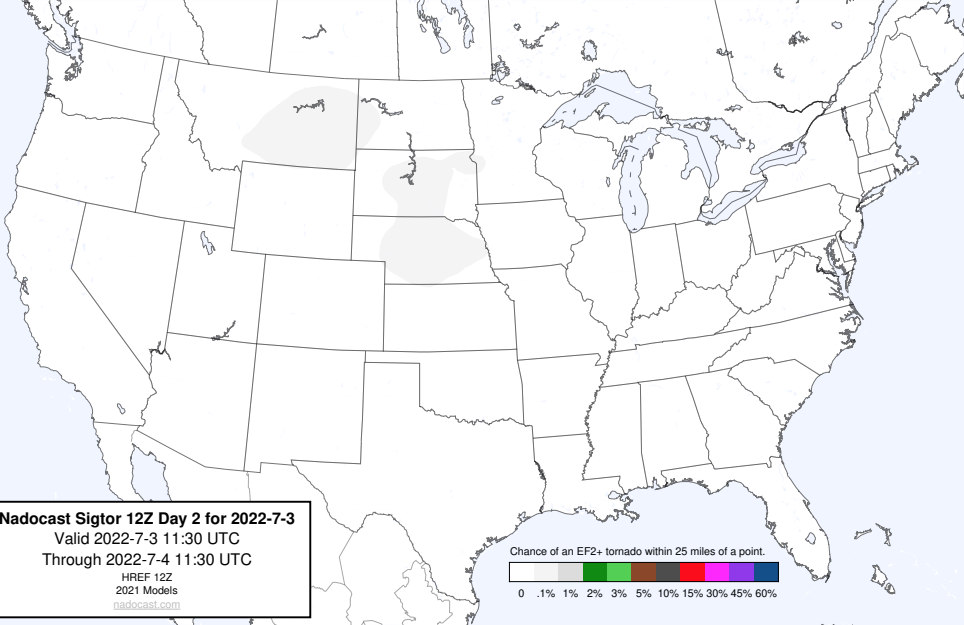 Nadocast Sigtor 12Z Day 2 for 2022-7-3
Valid 2022-7-3 11:30 UTC
Through 2022-7-4 11:30 UTC
HREF 12Z
2021 Models
nadocast.com
Chance of an EF2+ tornado within 25 miles of a point.
0 .1% 1% 2% 3% 5% 10% 15% 30% 45% 60%